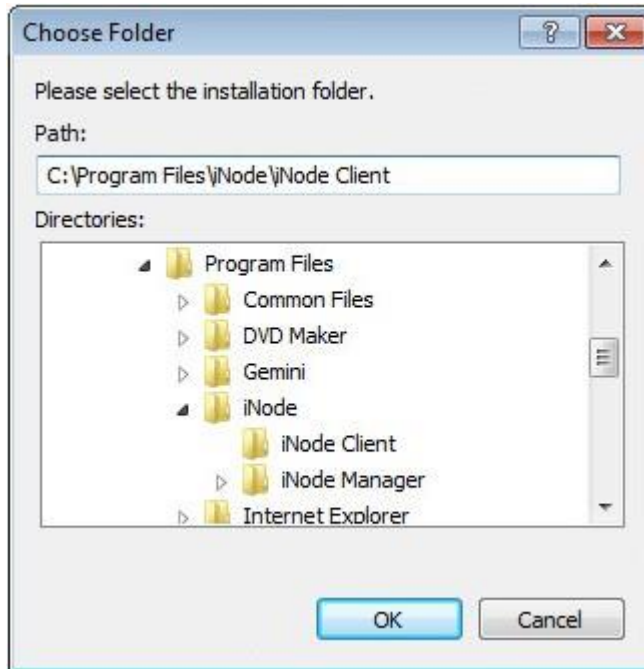 Choose Folder
Please select the installation folder.
Path:
C:\Program Files\iNode\iNode Client
Directories:
Program Files
Common Files
DVD Maker
Gemini
iNode
iNode Client
iNode Manager
Internet Explorer
OK Cancel